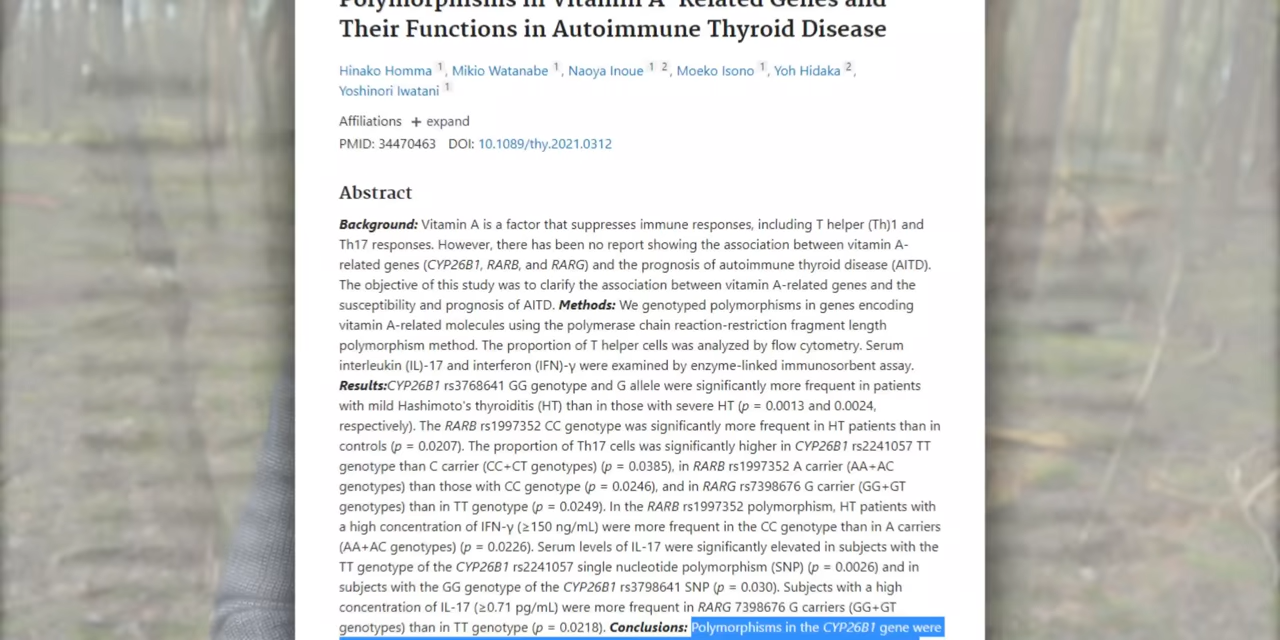 Polymorphisms in Vitamin A-Related Genes and
Their Functions in Autoimmune Thyroid Disease
Hinako Homma 1, Mikio Watanabe 1, Naoya Inoue 1 2, Moeko Isono 1, Yoh Hidaka 2,
Yoshinori Iwatani 1
Affiliations + expand
PMID: 34470463 DOI: 10.1089/thy.2021.0312
Abstract
Background: Vitamin A is a factor that suppresses immune responses, including T helper (Th)1 and
Th17 responses. However, there has been no report showing the association between vitamin A-
related genes (CYP26B1, RARB, and RARG) and the prognosis of autoimmune thyroid disease (AITD).
The objective of this study was to clarify the association between vitamin A-related genes and the
susceptibility and prognosis of AITD. Methods: We genotyped polymorphisms in genes encoding
vitamin A-related molecules using the polymerase chain reaction-restriction fragment length
polymorphism method. The proportion of T helper cells was analyzed by flow cytometry. Serum
interleukin (IL)-17 and interferon (IFN)-γ were examined by enzyme-linked immunosorbent assay.
Results:CYP26B1 rs3768641 GG genotype and G allele were significantly more frequent in patients
with mild Hashimoto's thyroiditis (HT) than in those with severe HT (p = 0.0013 and 0.0024,
respectively). The RARB rs1997352 CC genotype was significantly more frequent in HT patients than in
controls (p = 0.0207). The proportion of Th17 cells was significantly higher in CYP26B1 rs2241057 TT
genotype than C carrier (CC+CT genotypes) (p = 0.0385), in RARB rs1997352 A carrier (AA+AC
genotypes) than those with CC genotype (p = 0.0246), and in RARG rs7398676 G carrier (GG+GT
genotypes) than in TT genotype (p = 0.0249). In the RARB rs1997352 polymorphism, HT patients with
a high concentration of IFN-γ (≥150 ng/mL) were more frequent in the CC genotype than in A carriers
(AA+AC genotypes) (p = 0.0226). Serum levels of IL-17 were significantly elevated in subjects with the
TT genotype of the CYP26B1 rs2241057 single nucleotide polymorphism (SNP) (p = 0.0026) and in
subjects with the GG genotype of the CYP26B1 rs3798641 SNP (p = 0.030). Subjects with a high
concentration of IL-17 (≥0.71 pg/mL) were more frequent in RARG 7398676 G carriers (GG+GT
genotypes) than in TT genotype (p = 0.0218). Conclusions: Polymorphisms in the CYP26B1 gene were